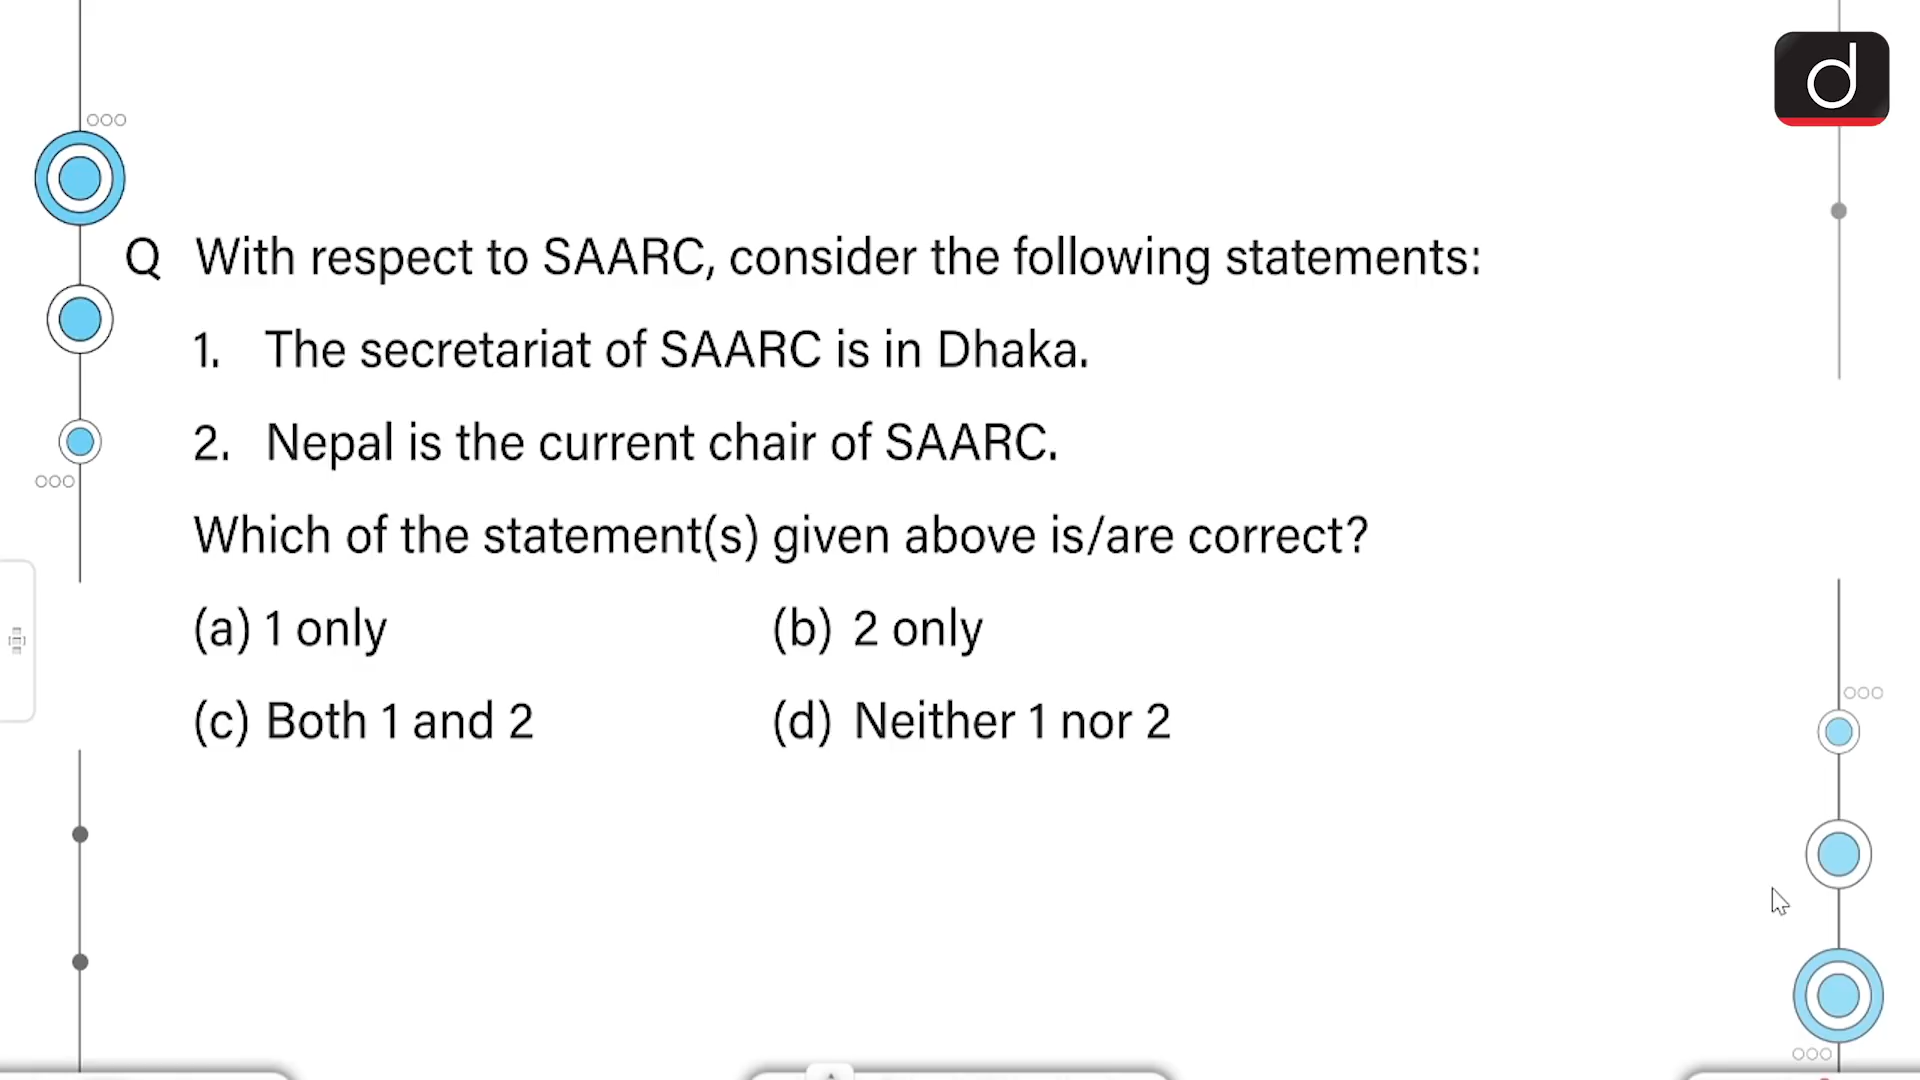 d
Q With respect to SAARC, consider the following statements:
1. The secretariat of SAARC is in Dhaka.
2. Nepal is the current chair of SAARC.
Which of the statement(s) given above is/are correct?
(a) 1 only (b) 2 only
(c) Both 1 and 2 (d) Neither 1 nor 2